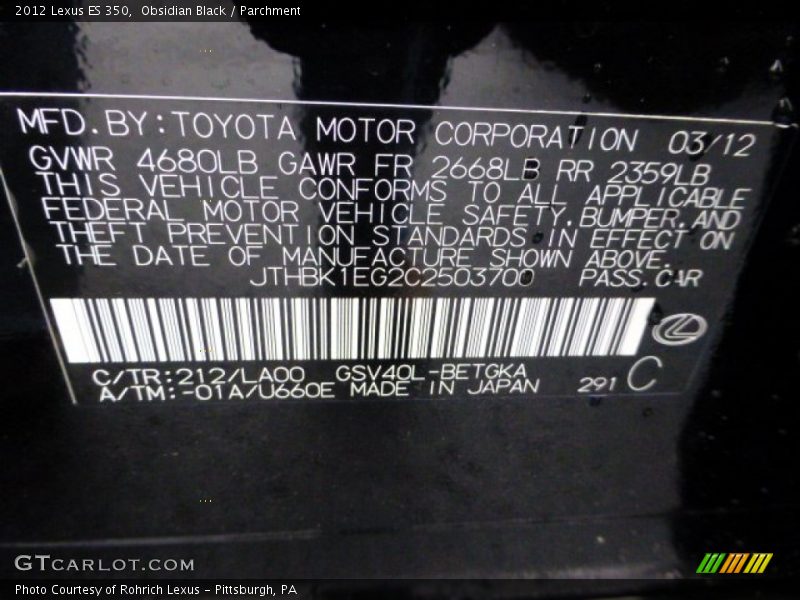 2012 Lexus ES 350,  Obsidian Black / Parchment
MFD.BY:TOYOTA MOTOR CORPORATION 03/12
GVWR 4680LB GAWR FR 2668LB RR 2359LB
THIS VEHICLE CONFORMS TO ALL APPLICABLE
FEDERAL MOTOR VEHICLE SAFETY,BUMPER,AND
THEFT PREVENTION STANDARDS IN EFFECT ON
THE DATE OF MANUFACTURE SHOWN ABOVE.
JTHBK1EG2C2503700 PASS.CAR
C/TR:212/LA00 GSV40L-BETGKA
A/TM:-01A/U660E MADE IN JAPAN 291 C
GTCARLOT.COM
Photo Courtesy of Rohrich Lexus - Pittsburgh, PA